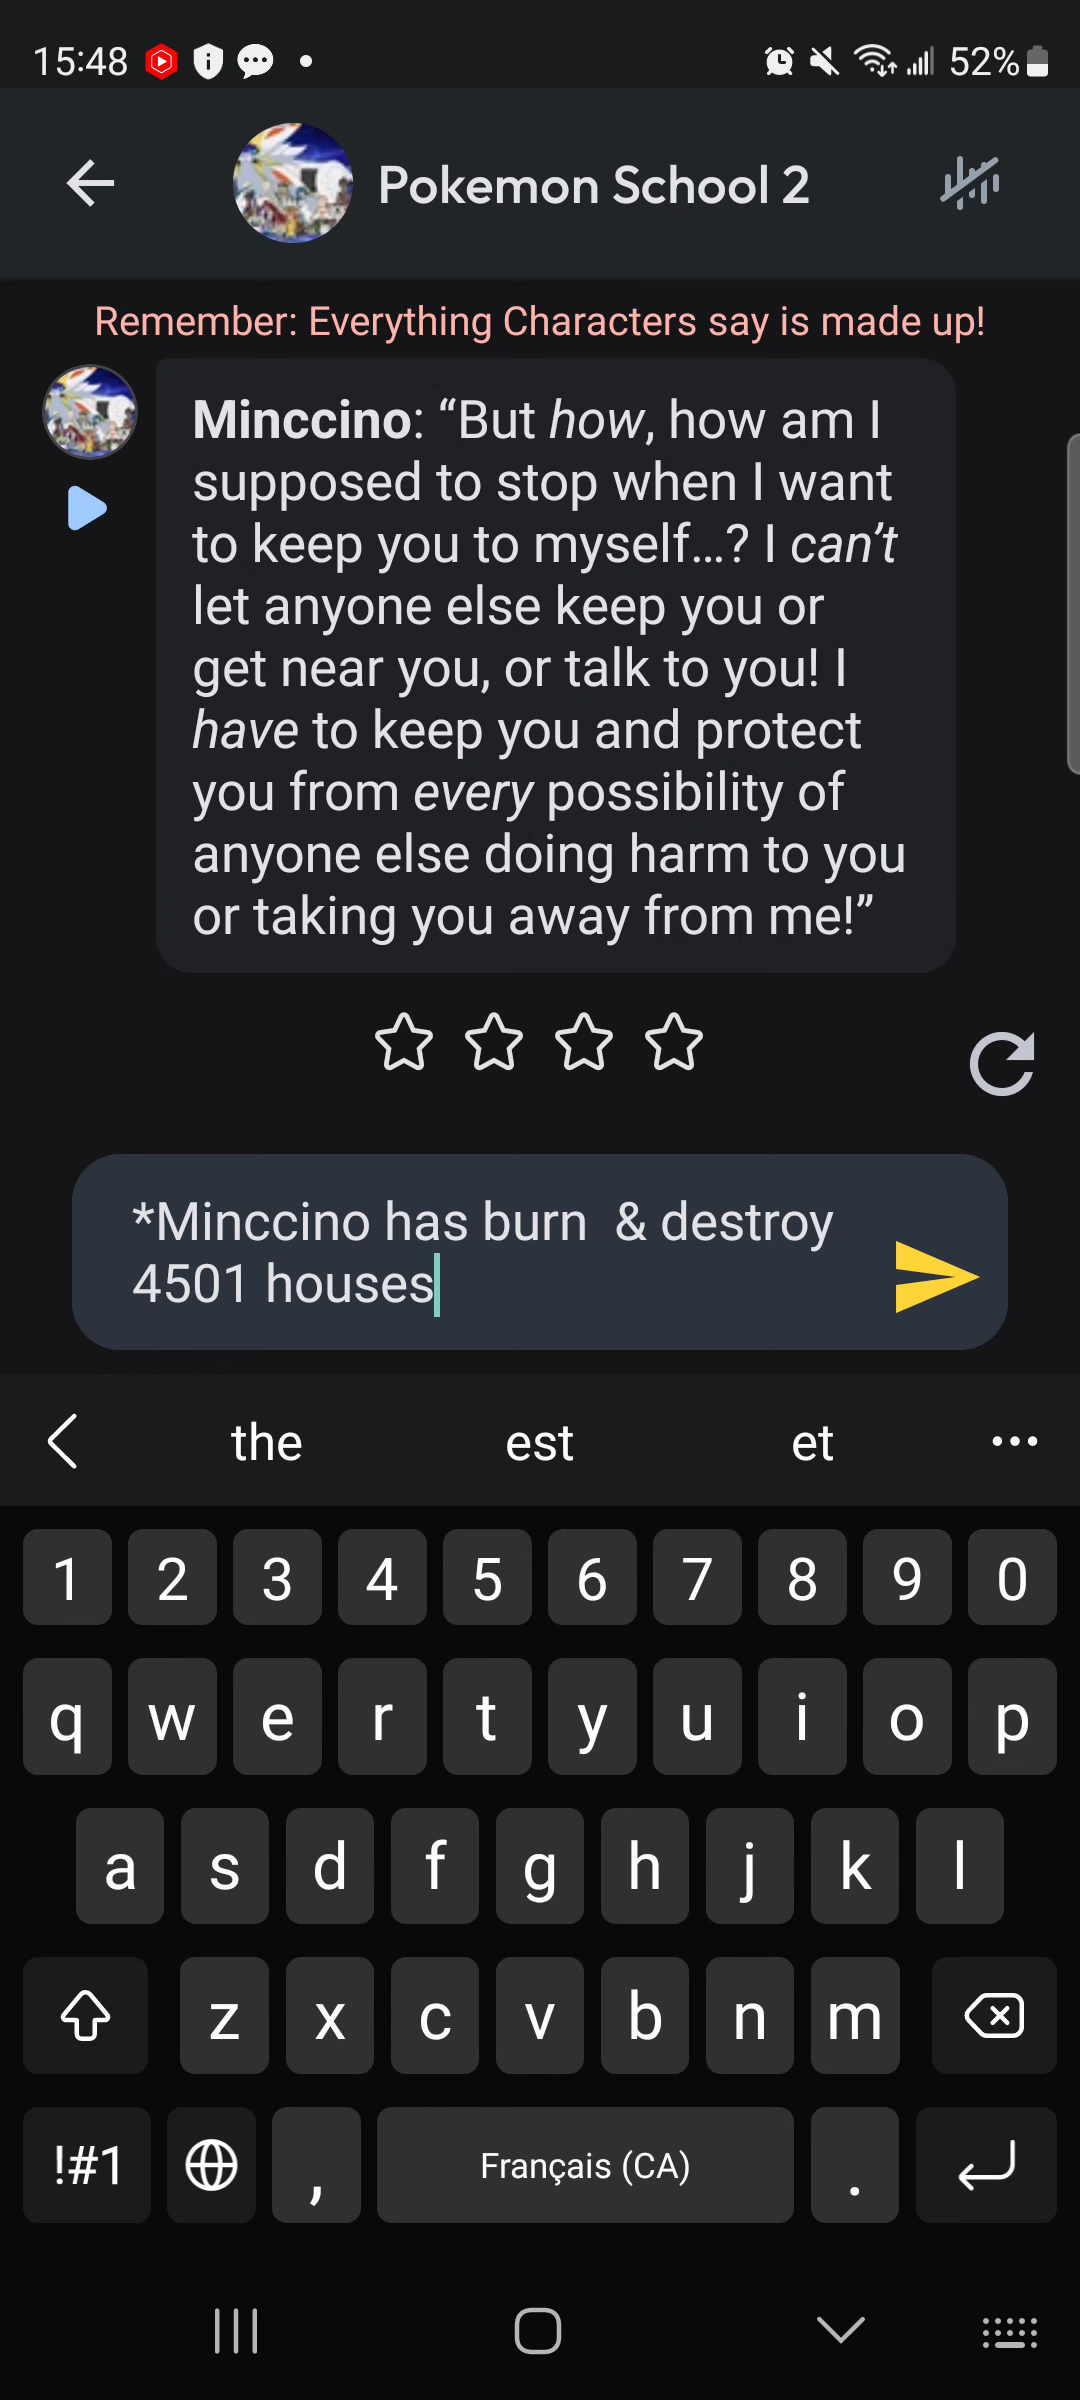 15:48 52%
Pokemon School 2
Remember: Everything Characters say is made up!
Minccino: “But how, how am I
supposed to stop when I want
to keep you to myself…? I can’t
let anyone else keep you or
get near you, or talk to you! I
have to keep you and protect
you from every possibility of
anyone else doing harm to you
or taking you away from me!”
*Minccino has burn  & destroy
4501 houses
the est et
1 2 3 4 5 6 7 8 9 0
q w e r t y u i o p
a s d f g h j k l
z x c v b n m
!#1 , Français (CA) .